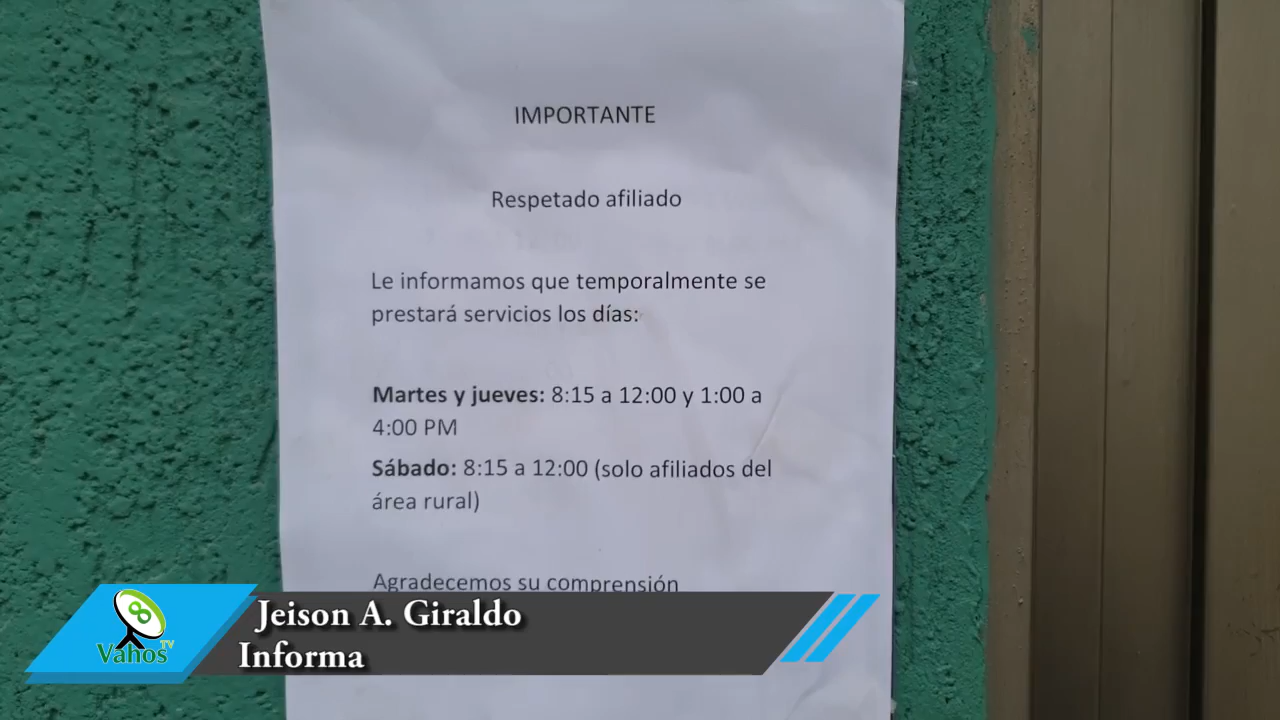 IMPORTANTE
Respetado afiliado
Le informamos que temporalmente se
prestará servicios los días:
Martes y jueves: 8:15 a 12:00 y 1:00 a
4:00 PM
Sábado: 8:15 a 12:00 (solo afiliados del
área rural)
Agradecemos su comprensión
Jeison A. Giraldo
Informa
8
Vahos TV